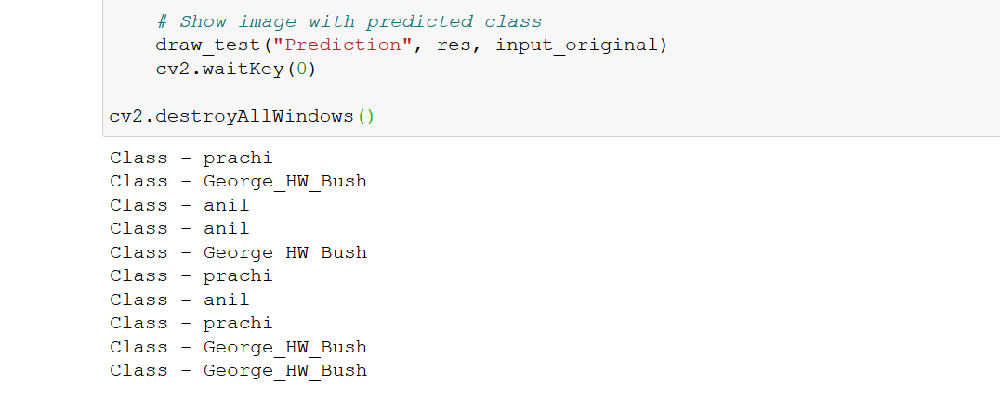 # Show image with predicted class
draw_test("Prediction", res, input_original)
cv2.waitKey(0)
cv2.destroyAllWindows()
Class - prachi
Class - George_HW_Bush
Class - anil
Class - anil
Class - George_HW_Bush
Class - prachi
Class - anil
Class - prachi
Class - George_HW_Bush
Class - George_HW_Bush